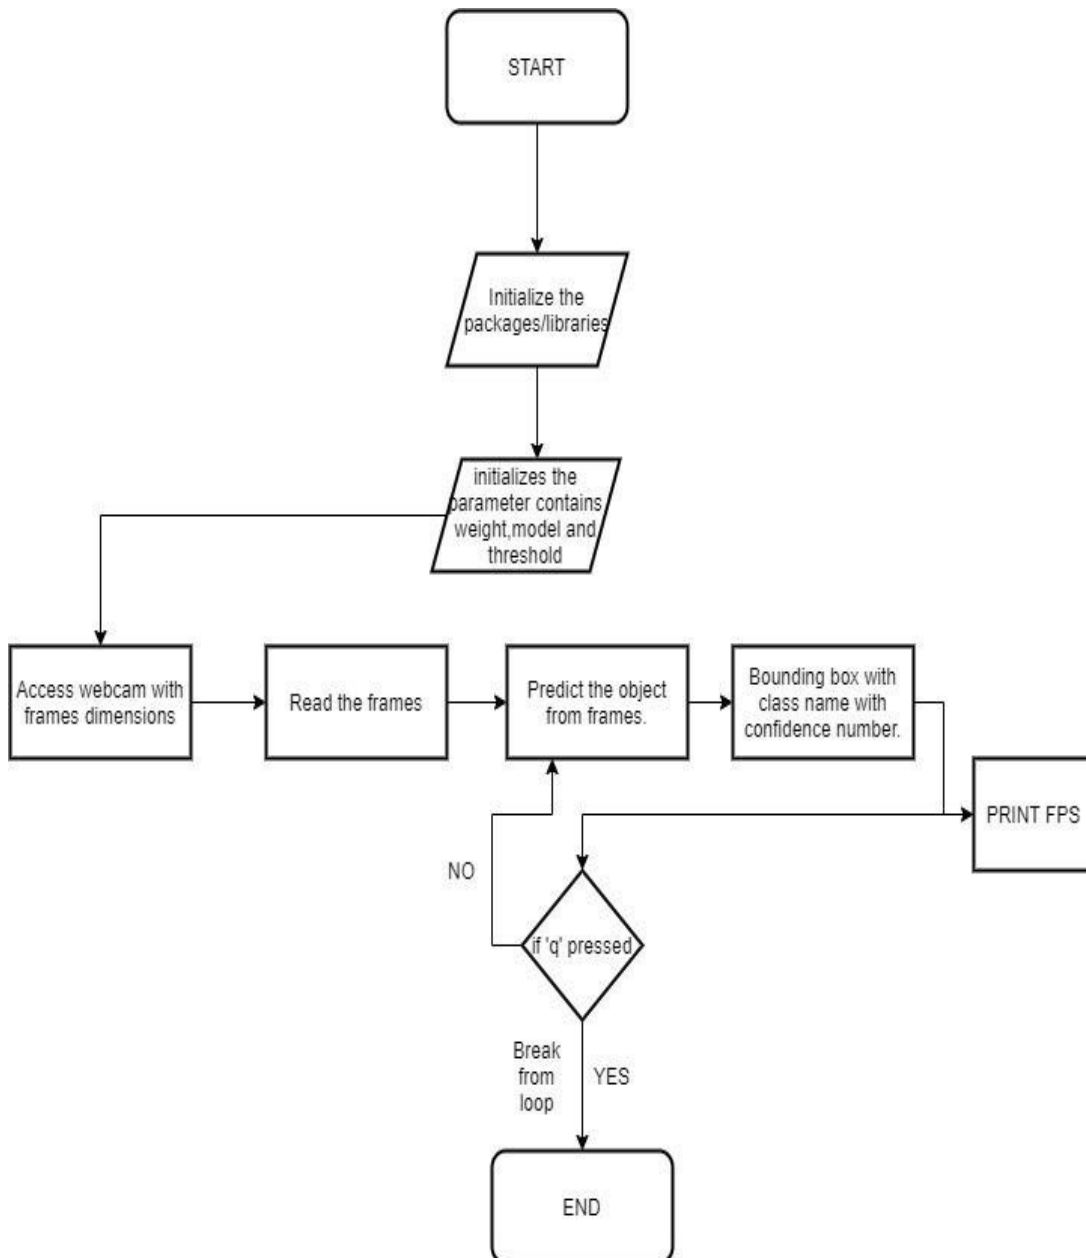 START
Initialize the
packages/libraries
initializes the
parameter contains
weight,model and
threshold
Access webcam with
frames dimensions
Read the frames
Predict the object
from frames.
Bounding box with
class name with
confidence number.
PRINT FPS
NO
if 'q' pressed
Break
from
loop
YES
END